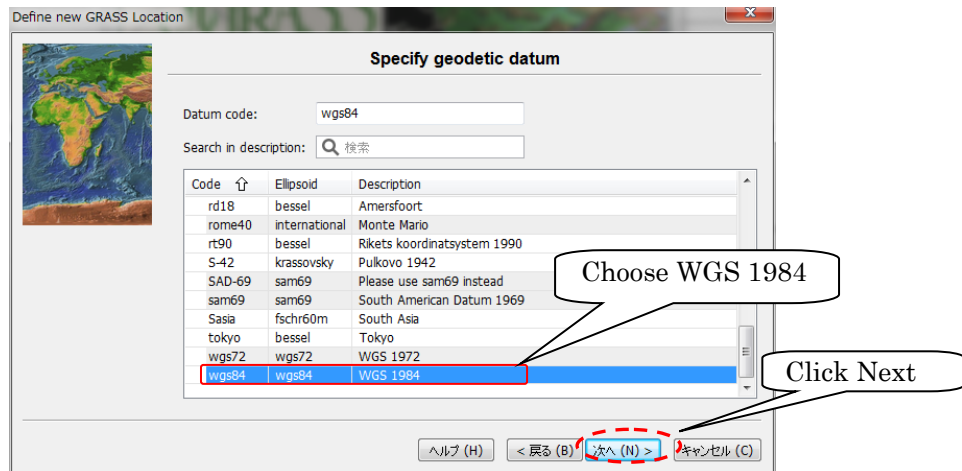 Define new GRASS Location
Specify geodetic datum
Datum code: wgs84
Search in description: 検索
Code Ellipsoid Description
rd18 bessel Amersfoort
rome40 international Monte Mario
rt90 bessel Rikets koordinatsystem 1990
S-42 krassovsky Pulkovo 1942
SAD-69 sam69 Please use sam69 instead
sam69 sam69 South American Datum 1969
Sasia fschr60m South Asia
tokyo bessel Tokyo
wgs72 wgs72 WGS 1972
wgs84 wgs84 WGS 1984
Choose WGS 1984
Click Next
ヘルプ (H) < 戻る (B) 次へ (N) > キャンセル (C)